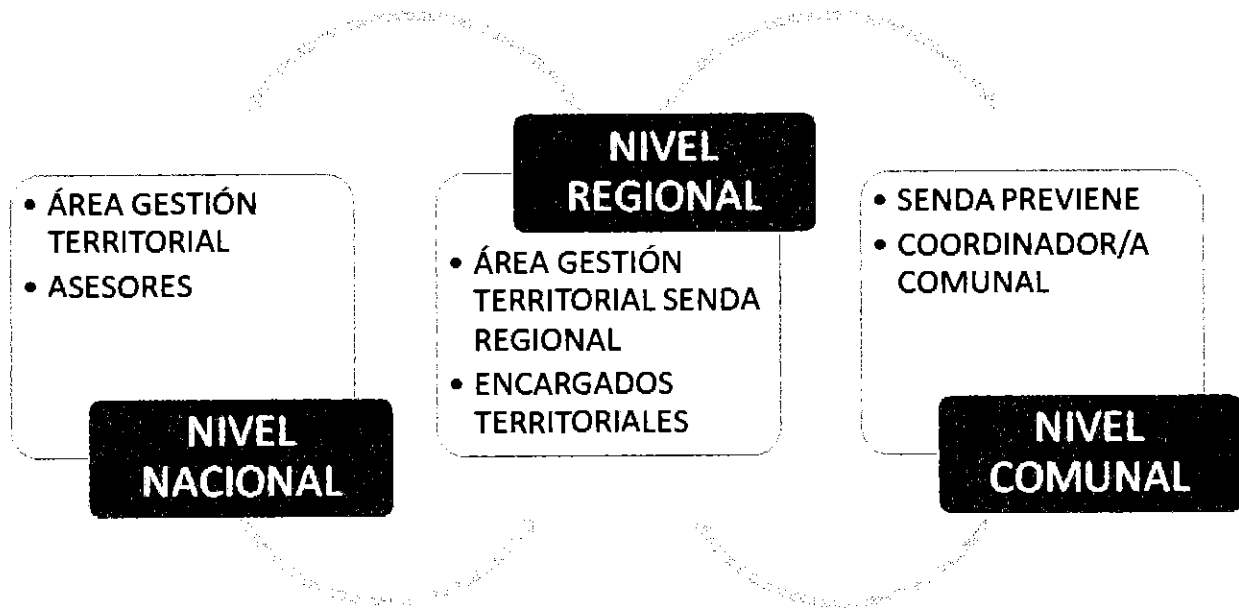 • ÁREA GESTIÓN
TERRITORIAL
• ASESORES
NIVEL
NACIONAL
NIVEL
REGIONAL
• ÁREA GESTIÓN
TERRITORIAL SENDA
REGIONAL
• ENCARGADOS
TERRITORIALES
• SENDA PREVIENE
• COORDINADOR/A
COMUNAL
NIVEL
COMUNAL